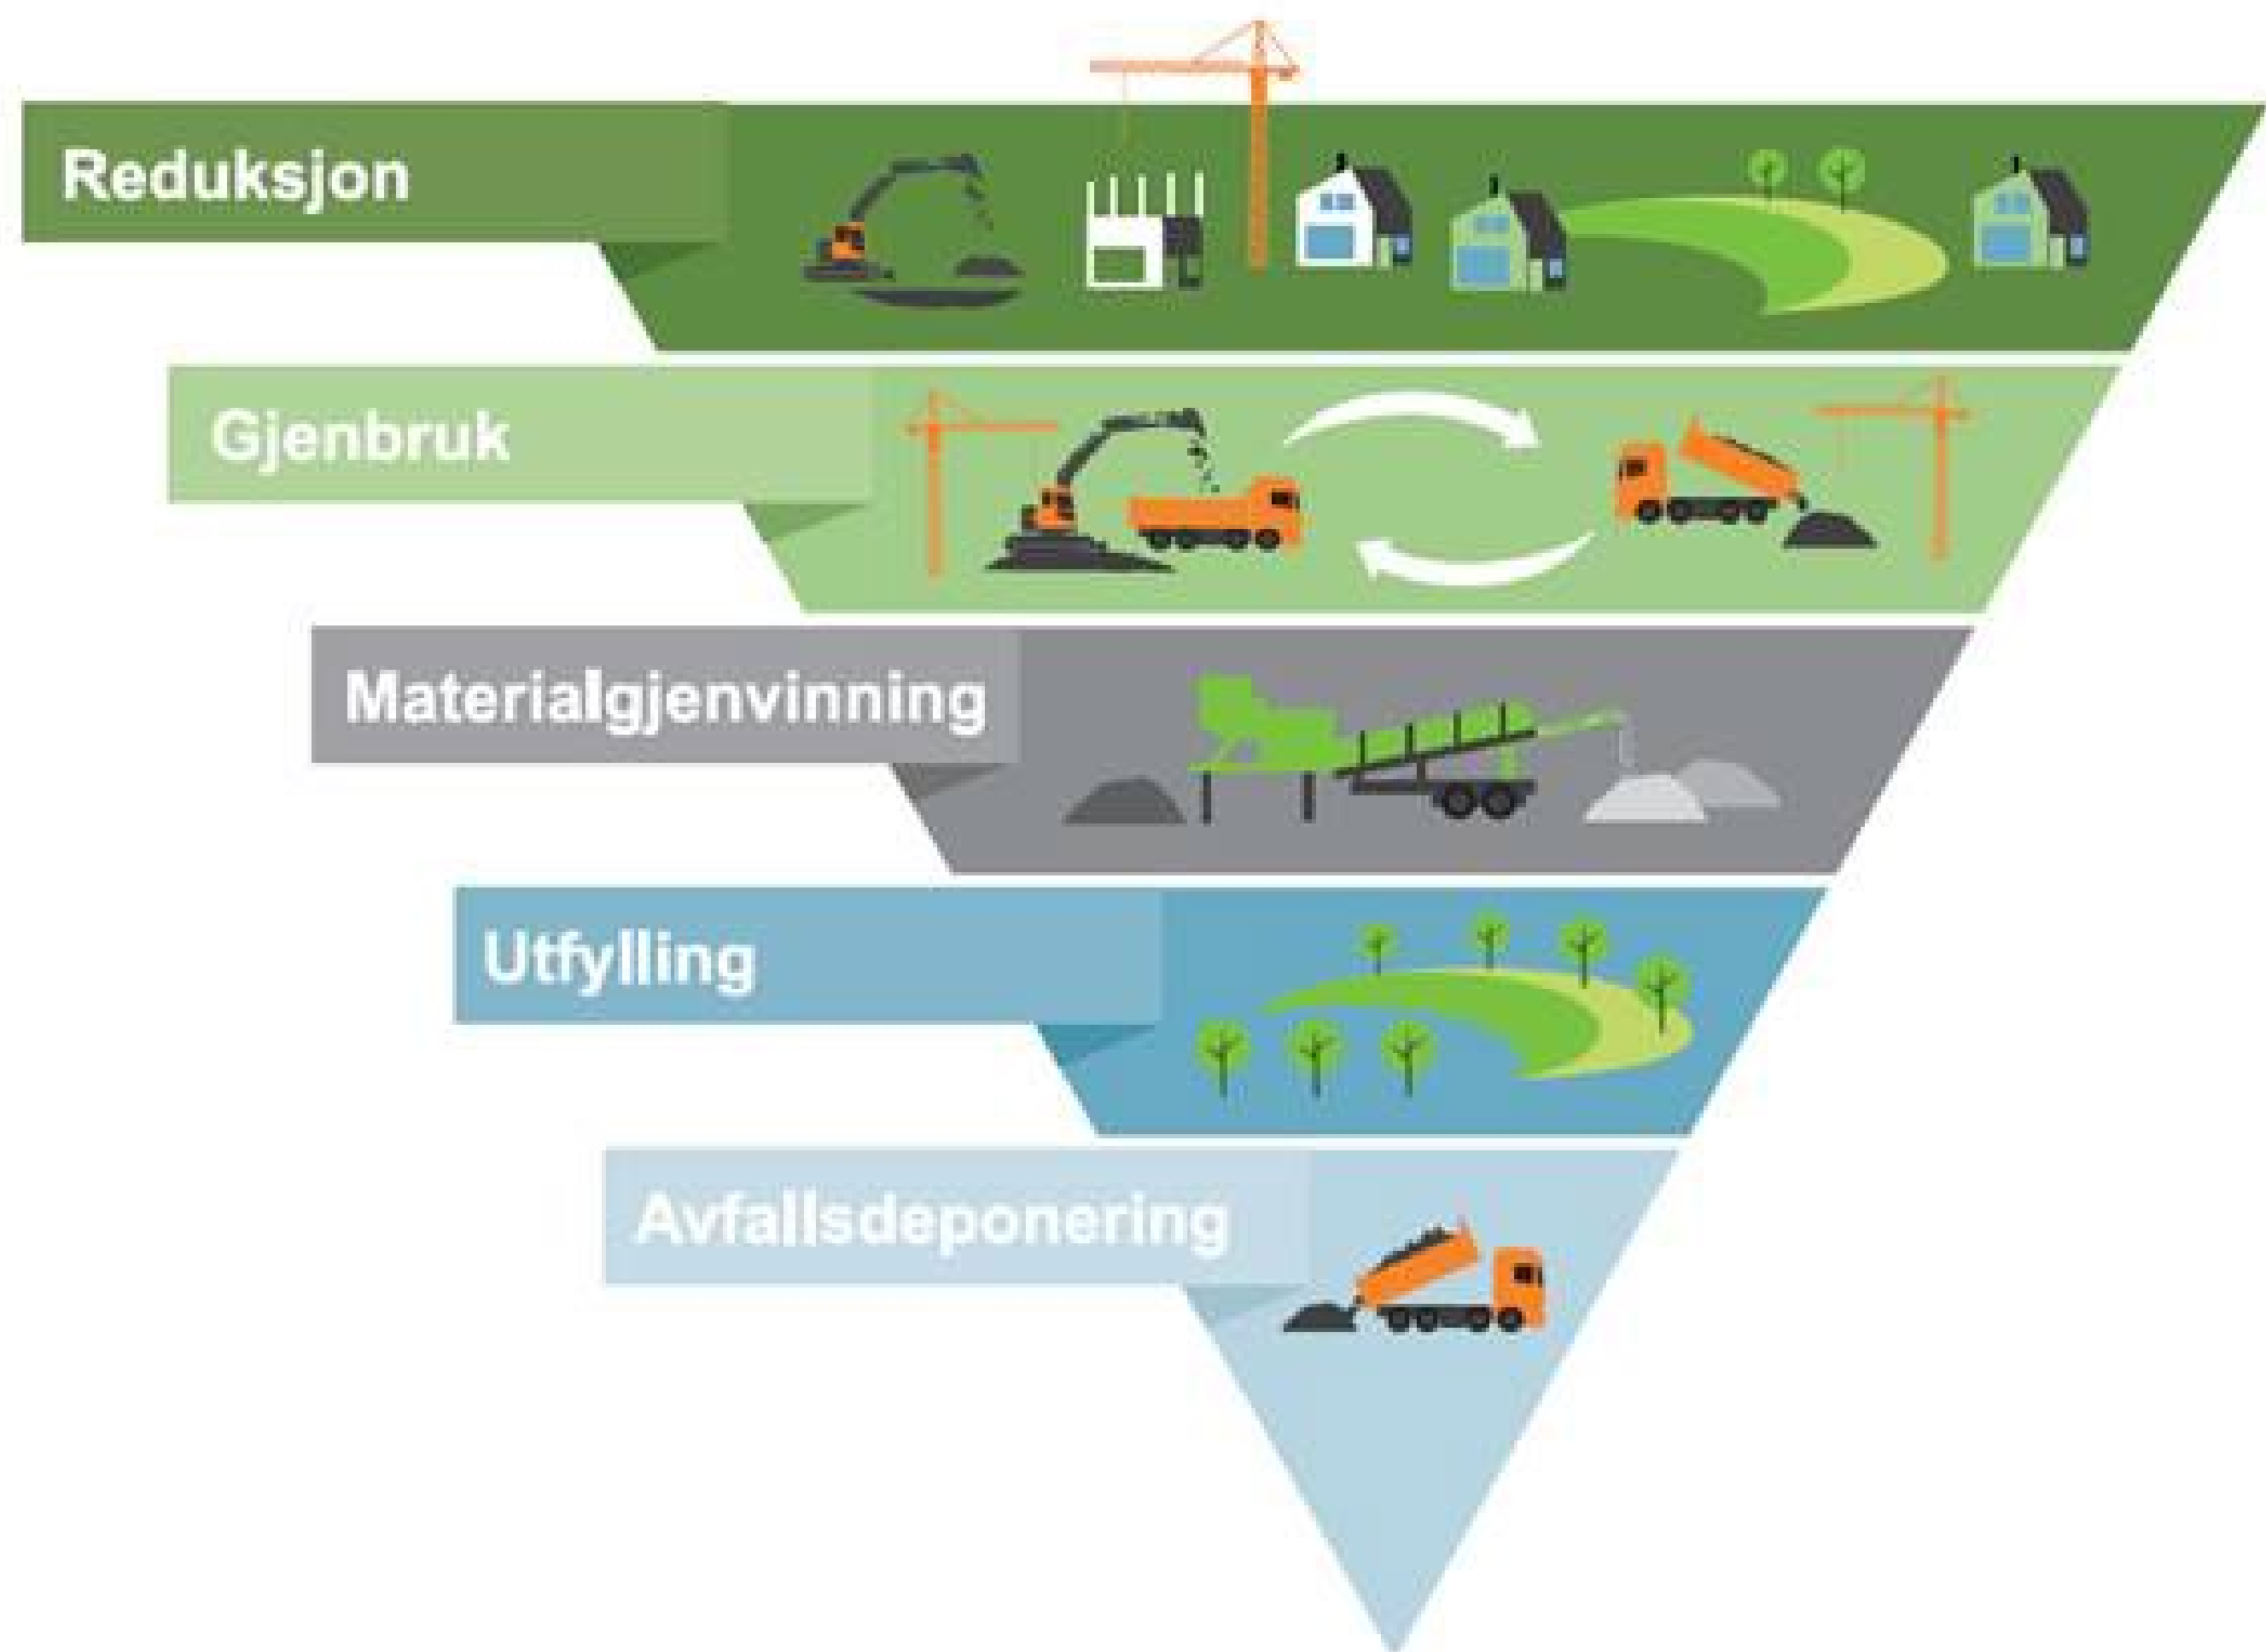 Reduksjon
Gjenbruk
Materialgjenvinning
Utfylling
Avfallsdeponering